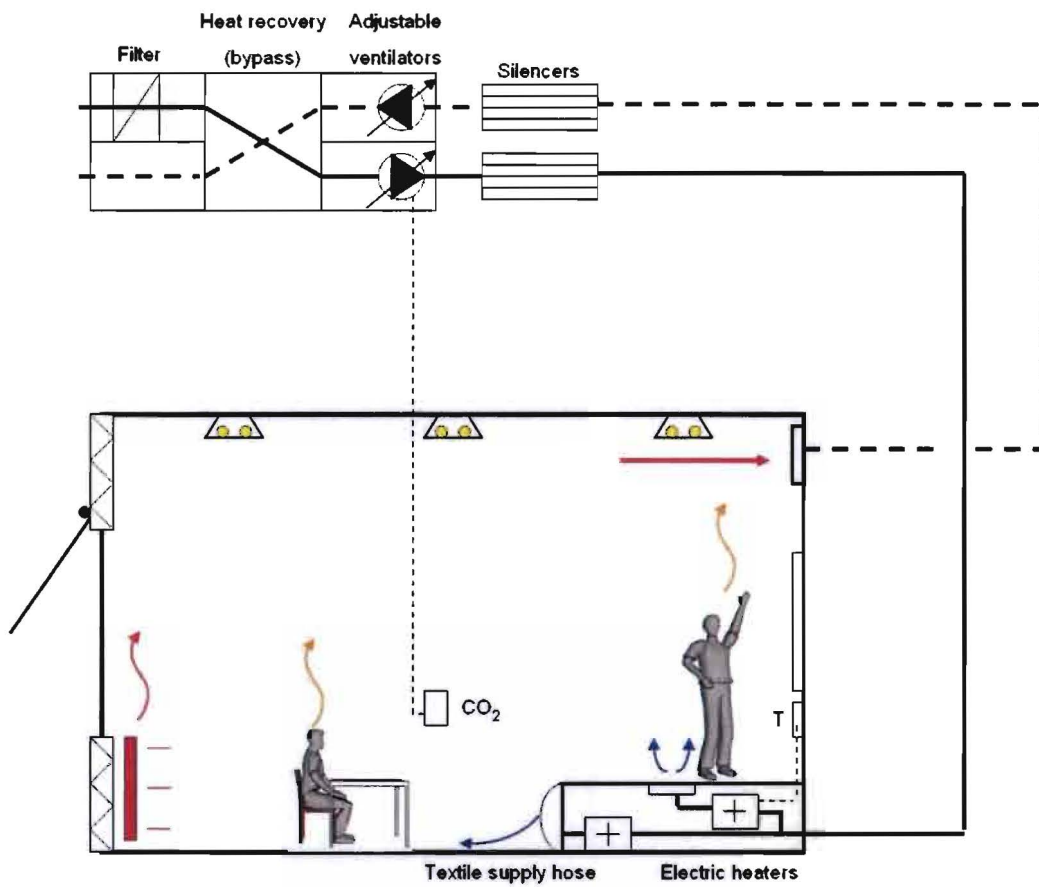 Heat recovery
(bypass)
Adjustable
ventilators
Filter
Silencers
CO₂
T
Textile supply hose
Electric heaters